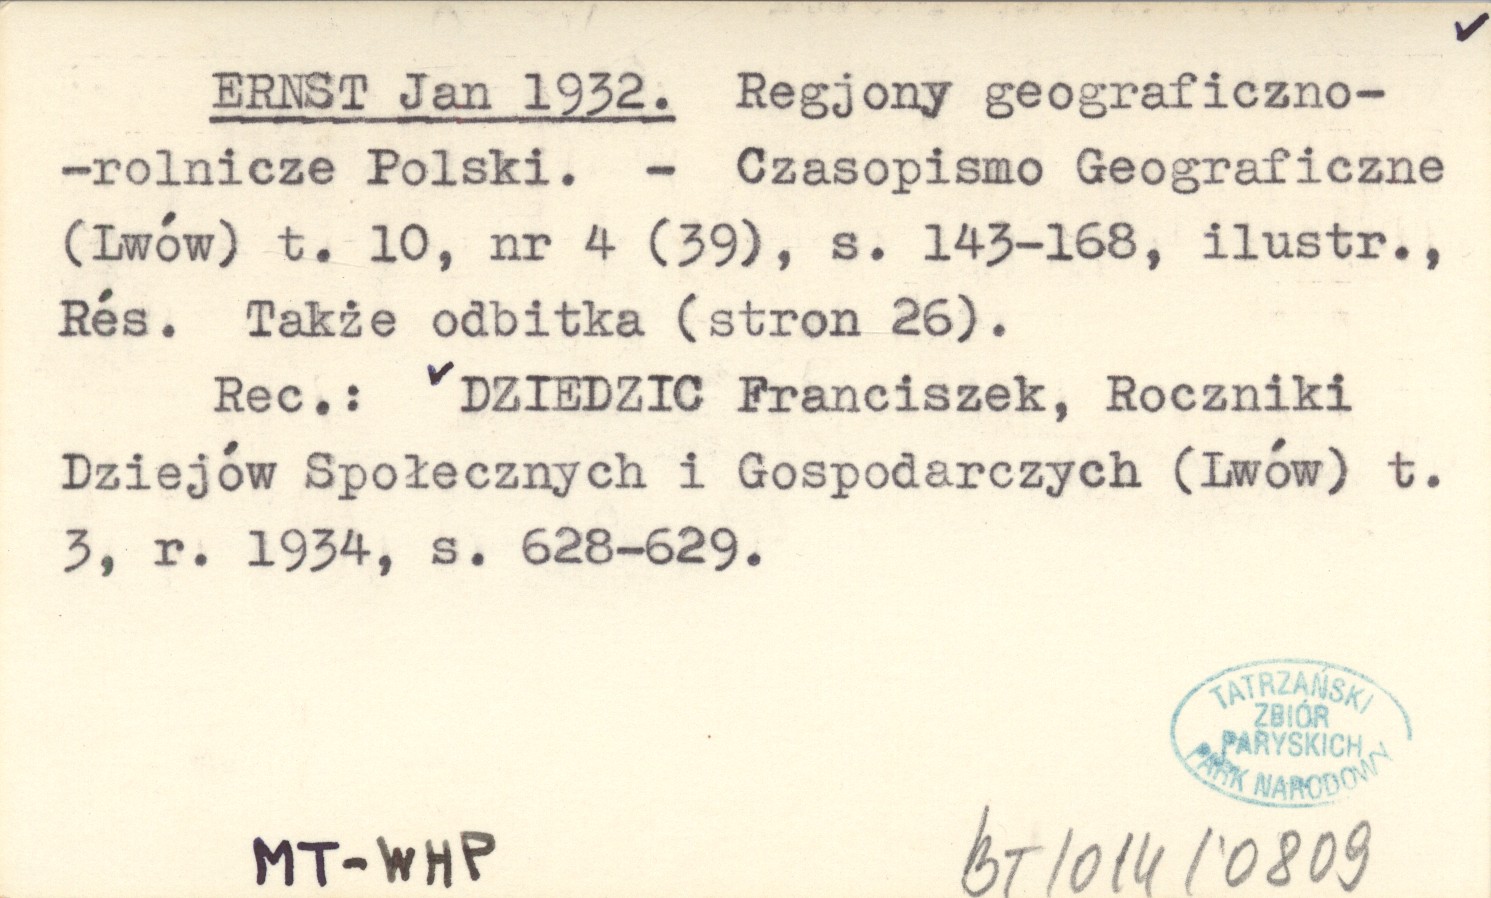 ✓
ERNST Jan 1932. Regjony geograficzno-
-rolnicze Polski. - Czasopismo Geograficzne
(Lwów) t. 10, nr 4 (39), s. 143-168, ilustr.,
Rés. Także odbitka (stron 26).
Rec.: ✓DZIEDZIC Franciszek, Roczniki
Dziejów Społecznych i Gospodarczych (Lwów) t.
3, r. 1934, s. 628-629.
TATRZAŃSKI
ZBIÓR
PARYSKICH
PARK NARODOWY
MT-WHP
BT/014/0809